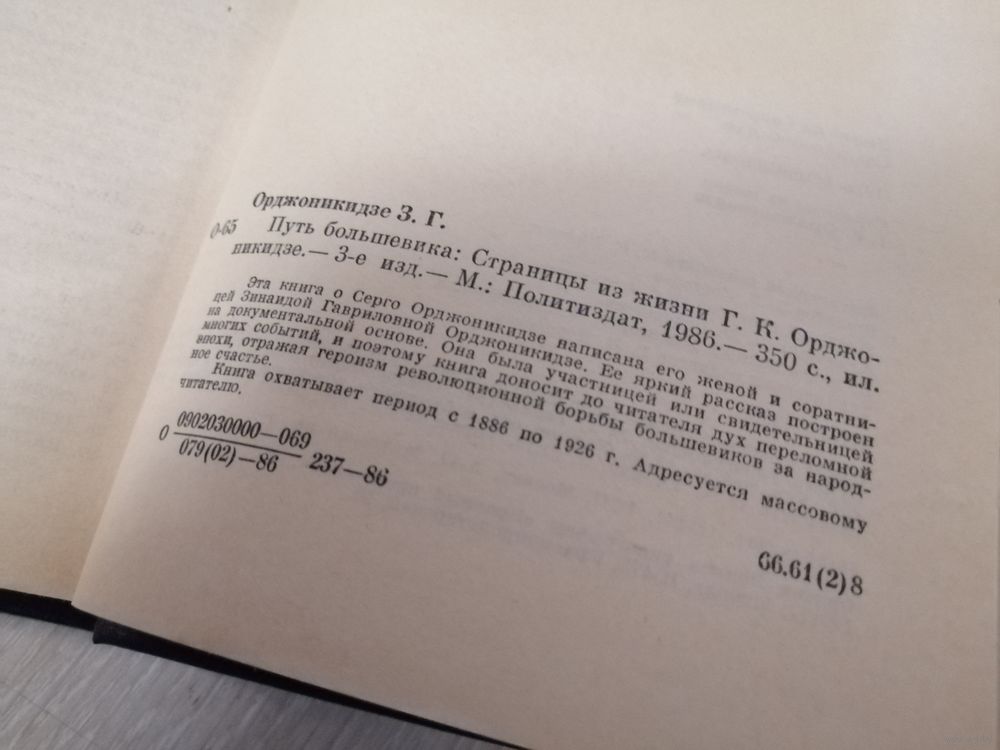 Орджоникидзе З. Г.
О-65 Путь большевика: Страницы из жизни Г. К. Орджо-
никидзе.— 3-е изд.— М.: Политиздат, 1986.— 350 с., ил.
Эта книга о Серго Орджоникидзе написана его женой и соратни-
цей Зинаидой Гавриловной Орджоникидзе. Ее яркий рассказ построен
на документальной основе. Она была участницей или свидетельницей
многих событий, и поэтому книга доносит до читателя дух переломной
эпохи, отражая героизм революционной борьбы большевиков за народ-
ное счастье.
Книга охватывает период с 1886 по 1926 г. Адресуется массовому
читателю.
О 0902030000—069
079(02)—86 237—86
66.61(2)8